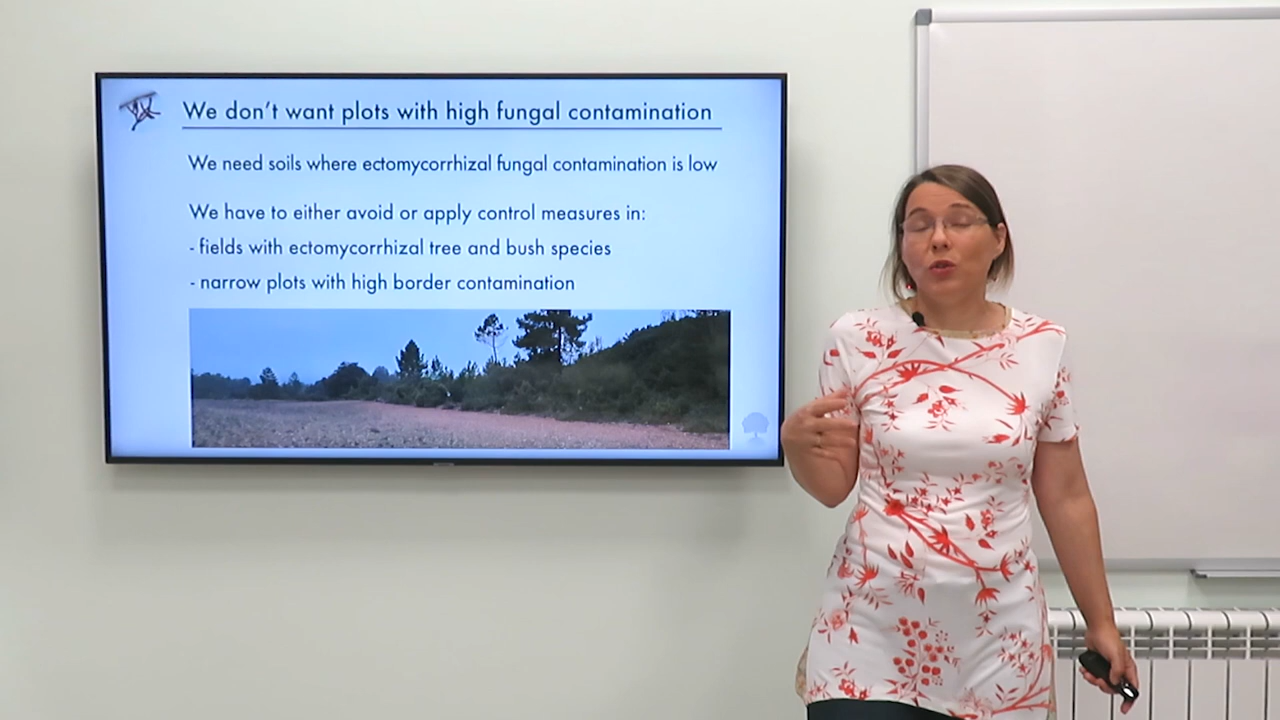 We don't want plots with high fungal contamination
We need soils where ectomycorrhizal fungal contamination is low
We have to either avoid or apply control measures in:
- fields with ectomycorrhizal tree and bush species
- narrow plots with high border contamination